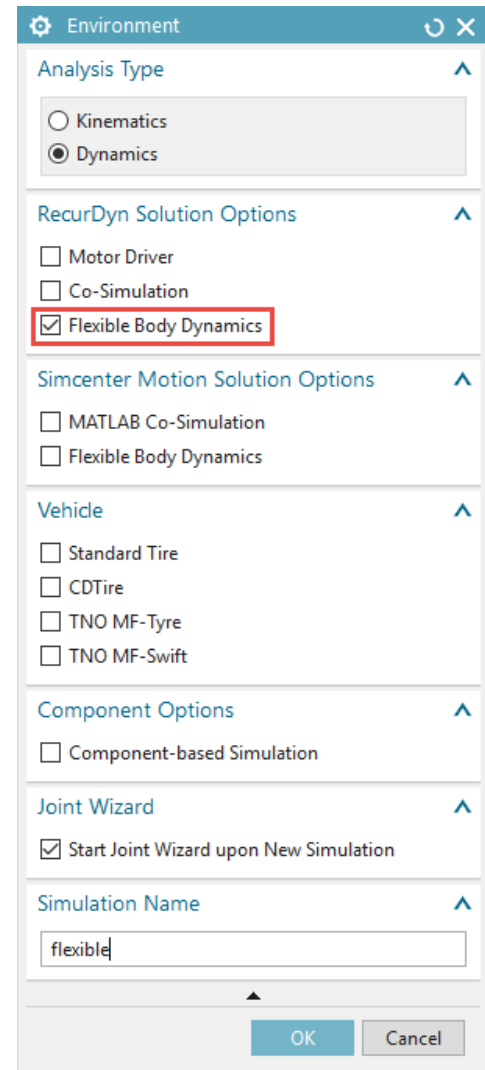 Environment
Analysis Type
Kinematics
Dynamics
RecurDyn Solution Options
Motor Driver
Co-Simulation
Flexible Body Dynamics
Simcenter Motion Solution Options
MATLAB Co-Simulation
Flexible Body Dynamics
Vehicle
Standard Tire
CDTire
TNO MF-Tyre
TNO MF-Swift
Component Options
Component-based Simulation
Joint Wizard
Start Joint Wizard upon New Simulation
Simulation Name
flexible
OK Cancel